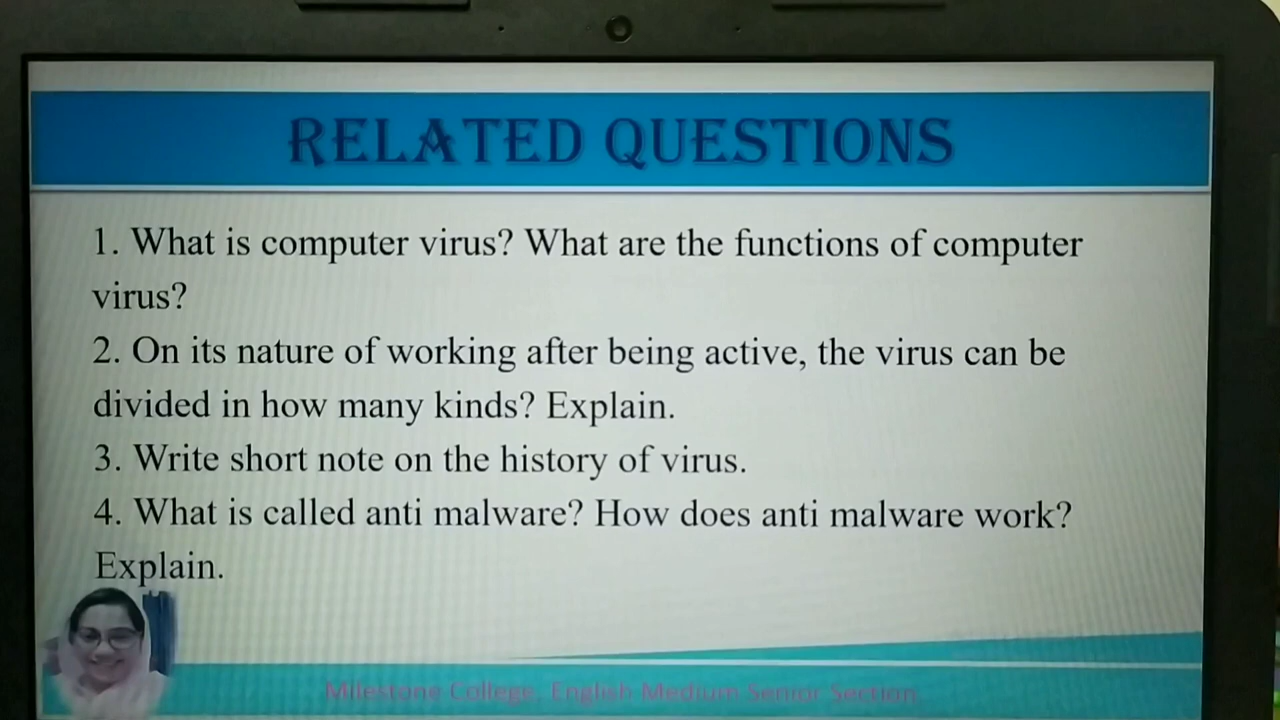 RELATED QUESTIONS
1. What is computer virus? What are the functions of computer
virus?
2. On its nature of working after being active, the virus can be
divided in how many kinds? Explain.
3. Write short note on the history of virus.
4. What is called anti malware? How does anti malware work?
Explain.
Milestone College, English Medium Senior Section